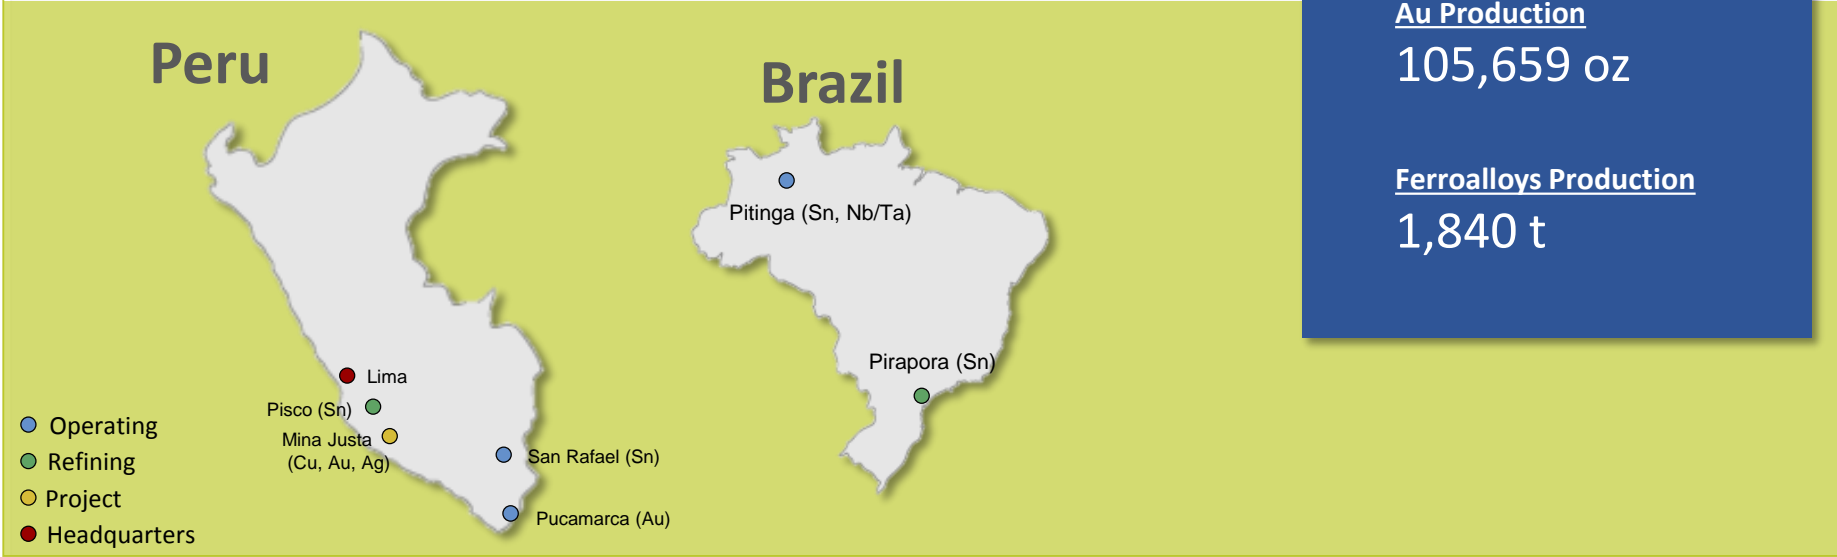 Peru
Lima
Pisco (Sn)
Mina Justa
(Cu, Au, Ag)
San Rafael (Sn)
Pucamarca (Au)
Operating
Refining
Project
Headquarters
Brazil
Pitinga (Sn, Nb/Ta)
Pirapora (Sn)
Au Production
105,659 oz
Ferroalloys Production
1,840 t